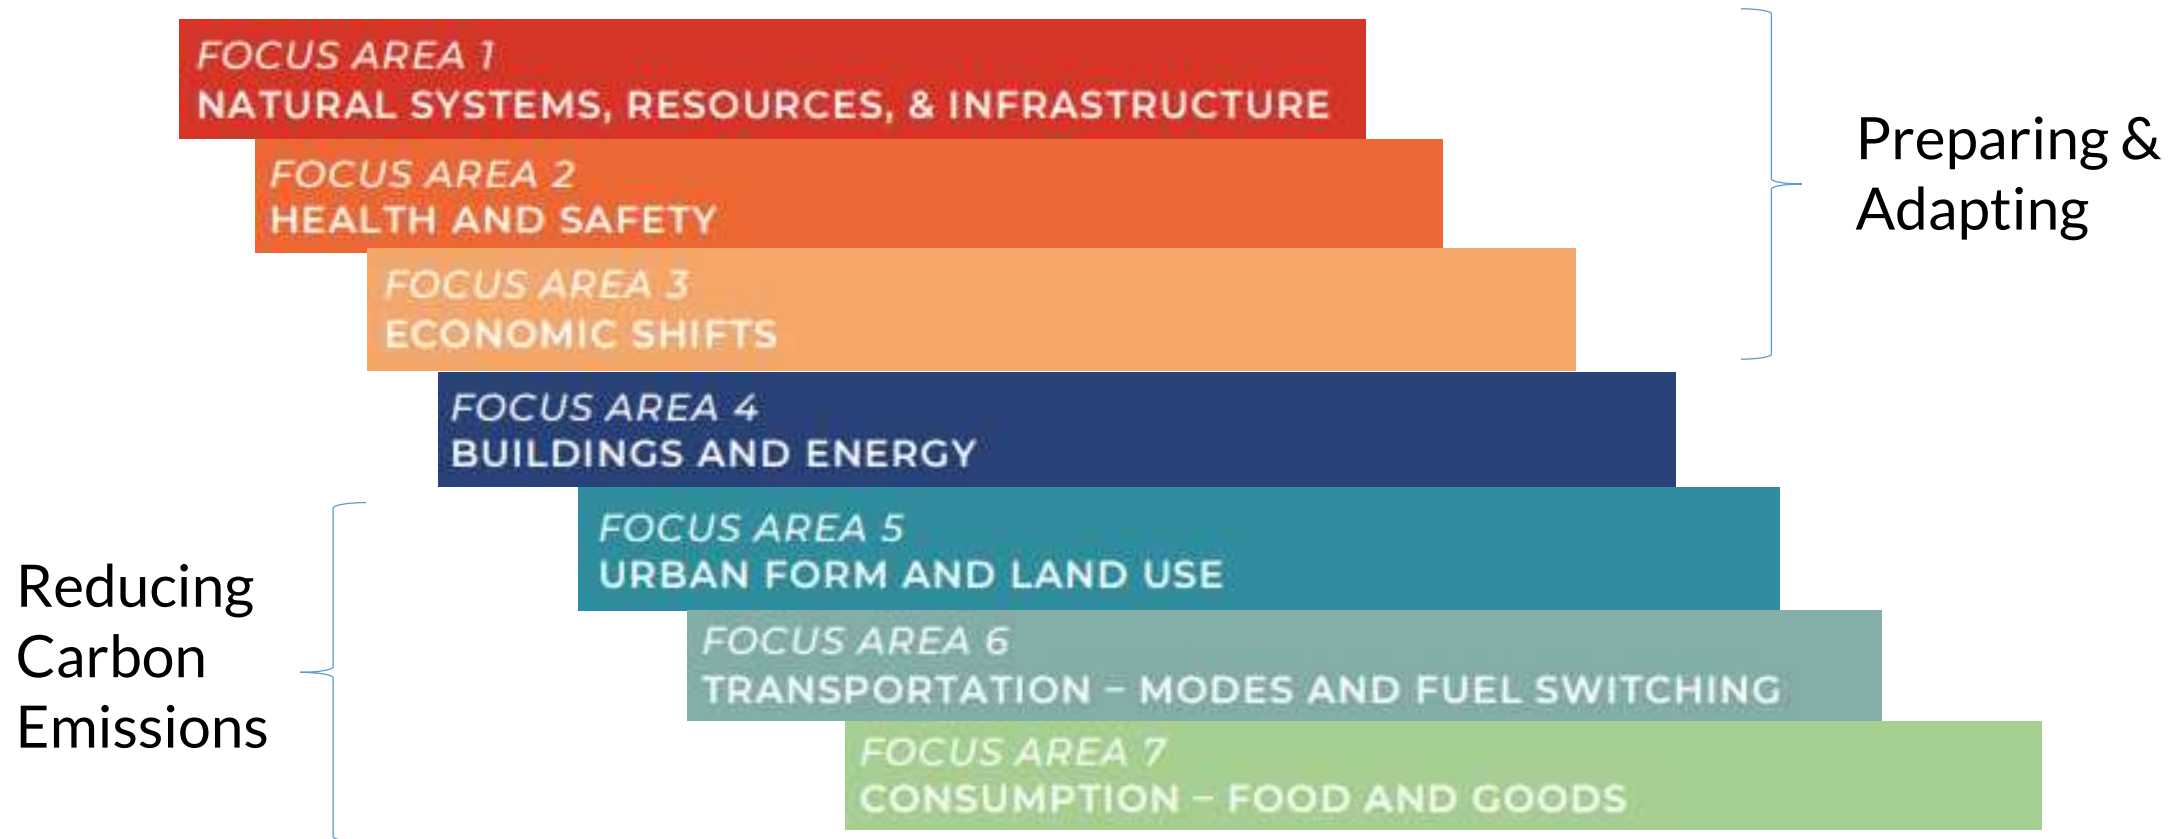 FOCUS AREA 1
NATURAL SYSTEMS, RESOURCES, & INFRASTRUCTURE
FOCUS AREA 2
HEALTH AND SAFETY
FOCUS AREA 3
ECONOMIC SHIFTS
Preparing &
Adapting
FOCUS AREA 4
BUILDINGS AND ENERGY
FOCUS AREA 5
URBAN FORM AND LAND USE
FOCUS AREA 6
TRANSPORTATION – MODES AND FUEL SWITCHING
FOCUS AREA 7
CONSUMPTION – FOOD AND GOODS
Reducing
Carbon
Emissions